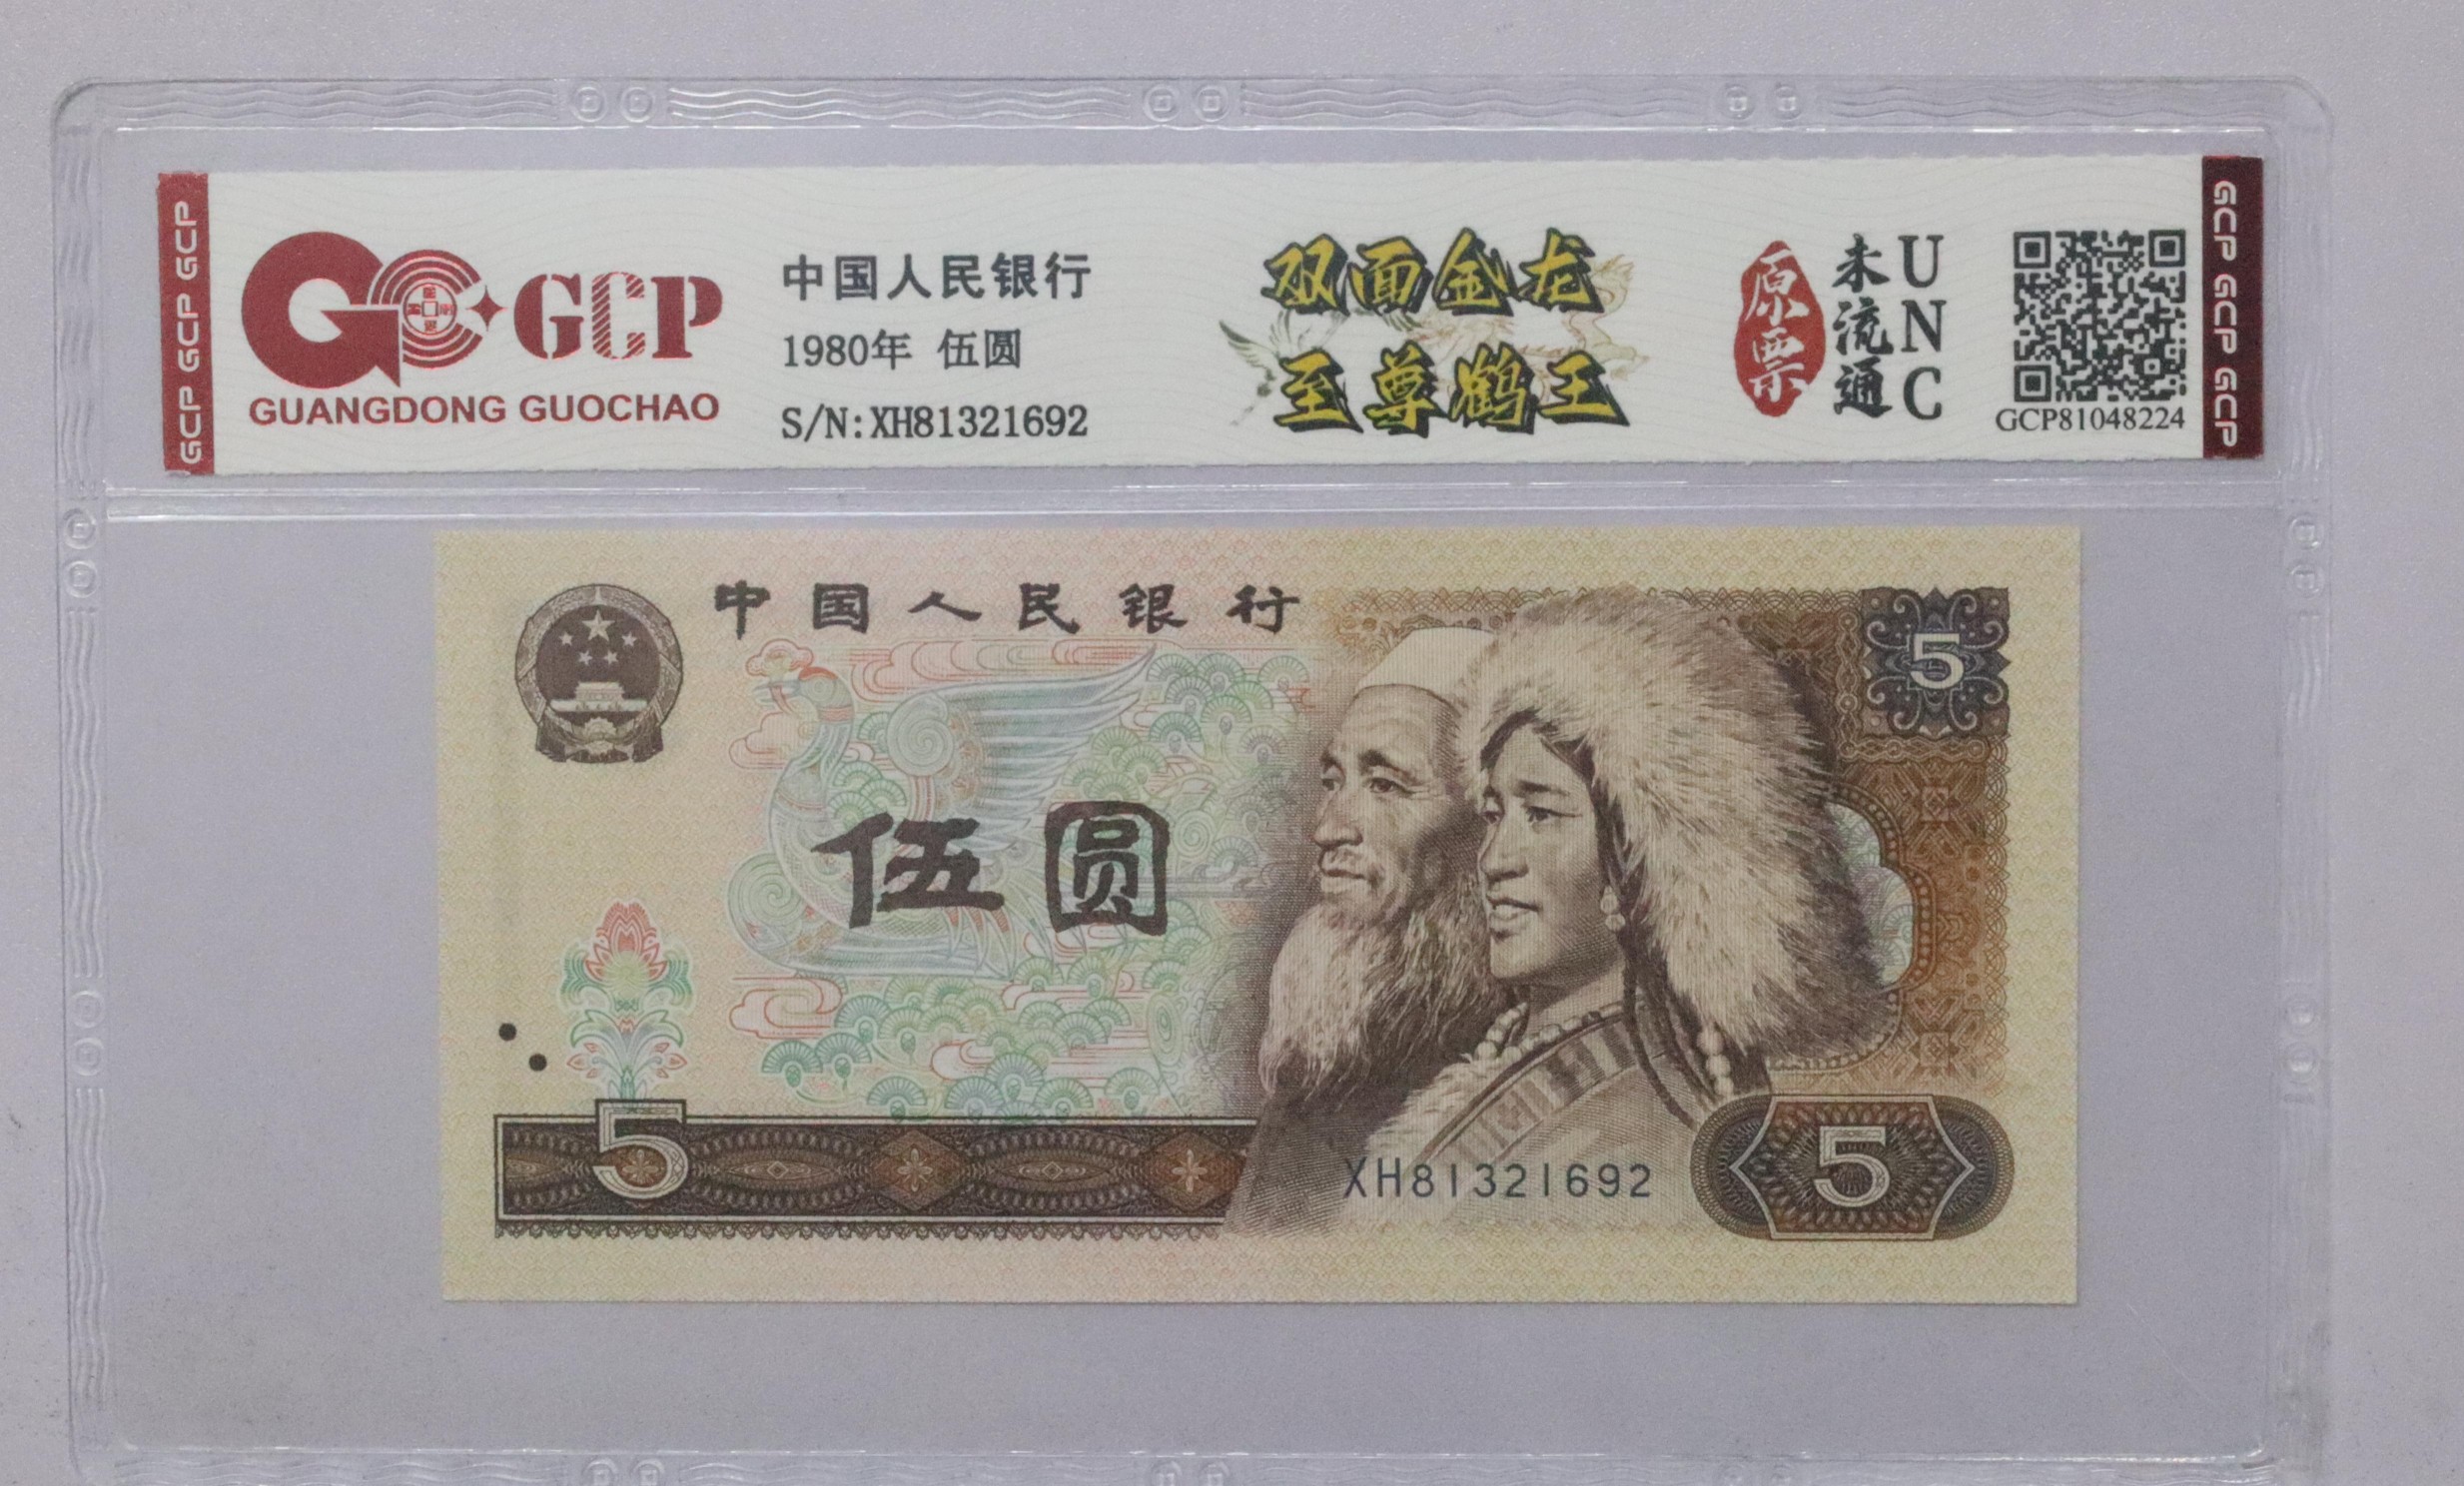 GCP GCP GCP
GCP
GUANGDONG GUOCHAO
中国人民银行
1980年 伍圆
S/N:XH81321692
双面金龙
至尊鹤王
原票
未流通
UNC
GCP81048224
GCP GCP GCP
中国人民银行
5
伍圆
5
XH81321692
5